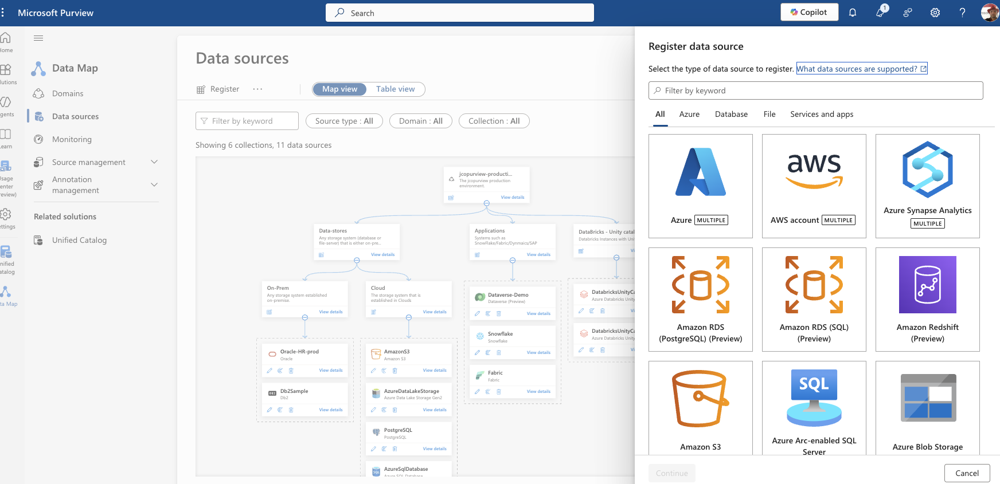 Microsoft Purview
Search
Copilot
1
Home
Data Map
Domains
Data sources
Monitoring
Source management
Annotation
management
Related solutions
Unified Catalog
lutions
gents
earn
sage
enter
review)
ettings
nified
atalog
ta Map
Data sources
Register
Map view
Table view
Filter by keyword
Source type : All
Domain : All
Collection : All
Showing 6 collections, 11 data sources
jcopurview-producti...
The jcopurview production
environment.
View details
Data-stores
Any storage system (database or
file-server) that is either on-pre...
View details
Applications
Systems such as
SnowFlake/Fabric/Dynmaics/SAP
View details
DataBricks - Unity catal
Databricks Instances with Uni
Vi
On-Prem
Any storage system established
on-premise.
View details
Cloud
The storage system that is
established in Clouds
View details
Dataverse-Demo
Dataverse (Preview)
View details
Snowflake
Snowflake
View details
Fabric
Fabric
View details
DatabricksUnityCa
Azure Databricks Unity
Vi
DatabricksUnityCa
Azure Databricks Unity
Vi
Oracle-HR-prod
Oracle
View details
DB2
Db2Sample
Db2
View details
AmazonS3
Amazon S3
View details
AzureDataLakeStorage
Azure Data Lake Storage Gen2
View details
PostgreSQL
PostgreSQL
View details
SQL
AzureSqlDatabase
Azure SQL Database
Register data source
Select the type of data source to register. What data sources are supported?
Filter by keyword
All
Azure
Database
File
Services and apps
Azure MULTIPLE
aws
AWS account MULTIPLE
Azure Synapse Analytics
MULTIPLE
Amazon RDS
(PostgreSQL) (Preview)
Amazon RDS (SQL)
(Preview)
Amazon Redshift
(Preview)
Amazon S3
SQL
Azure Arc-enabled SQL
Server
Azure Blob Storage
Continue
Cancel